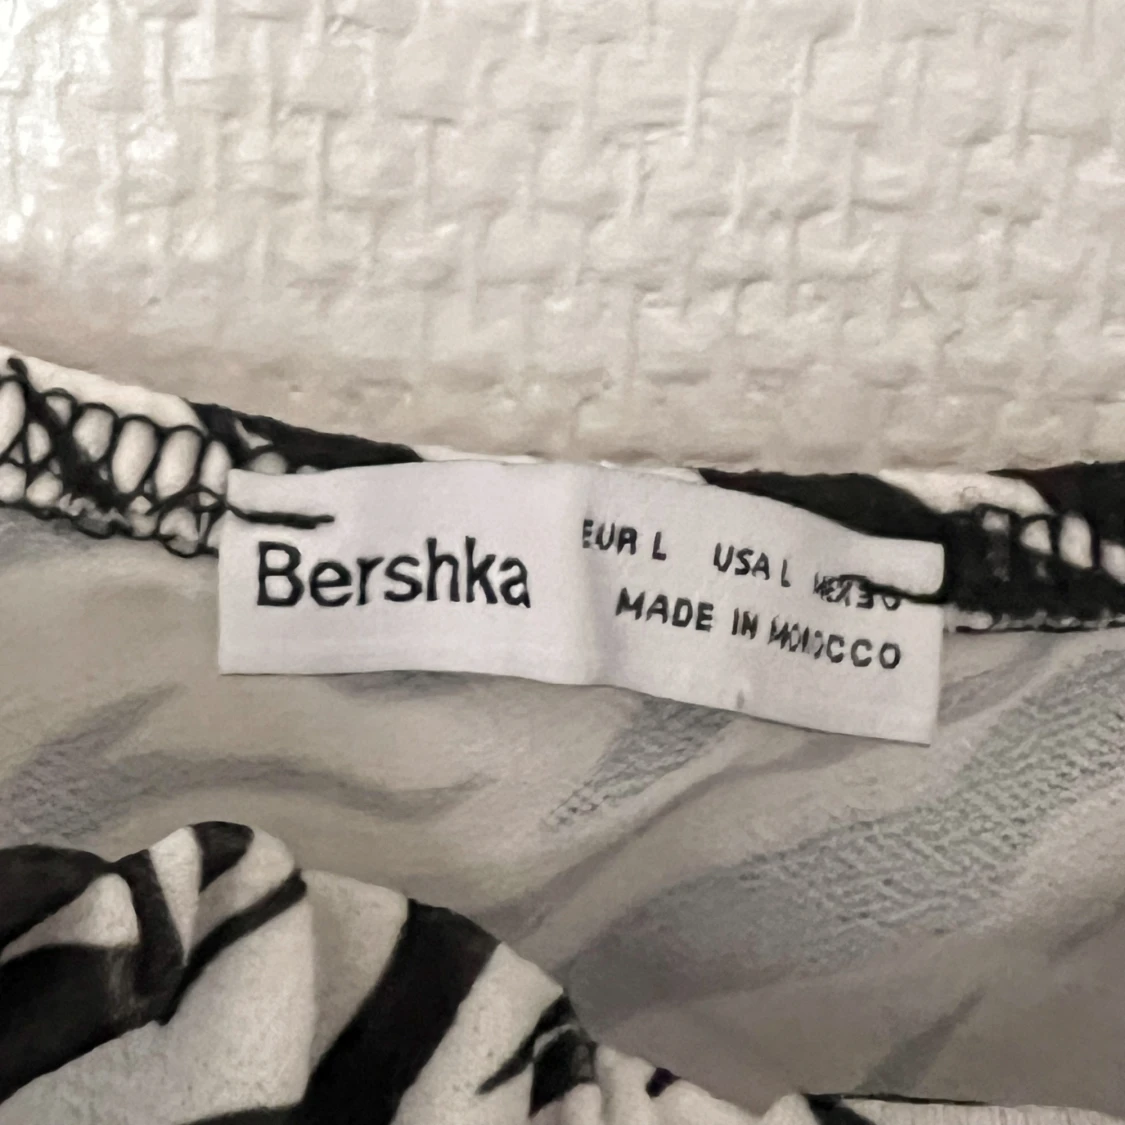 Bershka
EUR L USA L
MADE IN MOROCCO